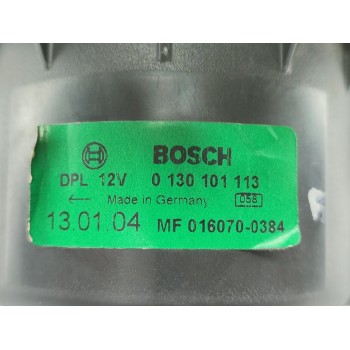 BOSCH
DPL 12V 0 130 101 113
← Made in Germany 058
13.01.04 MF 016070-0384